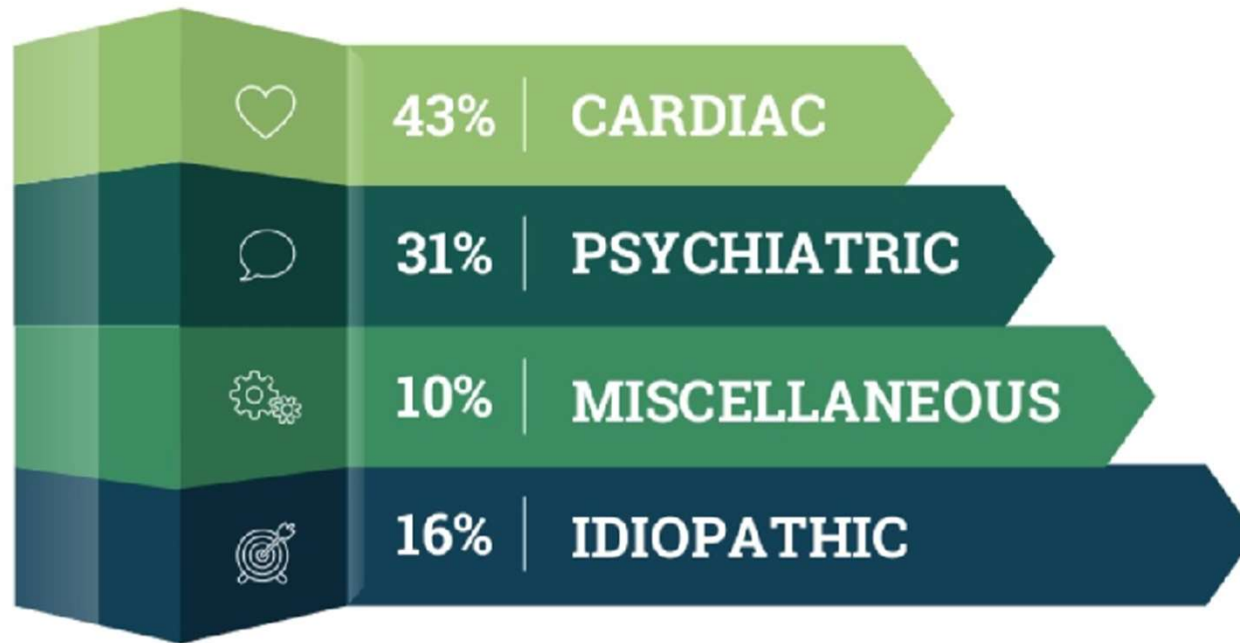 43% CARDIAC
31% PSYCHIATRIC
10% MISCELLANEOUS
16% IDIOPATHIC